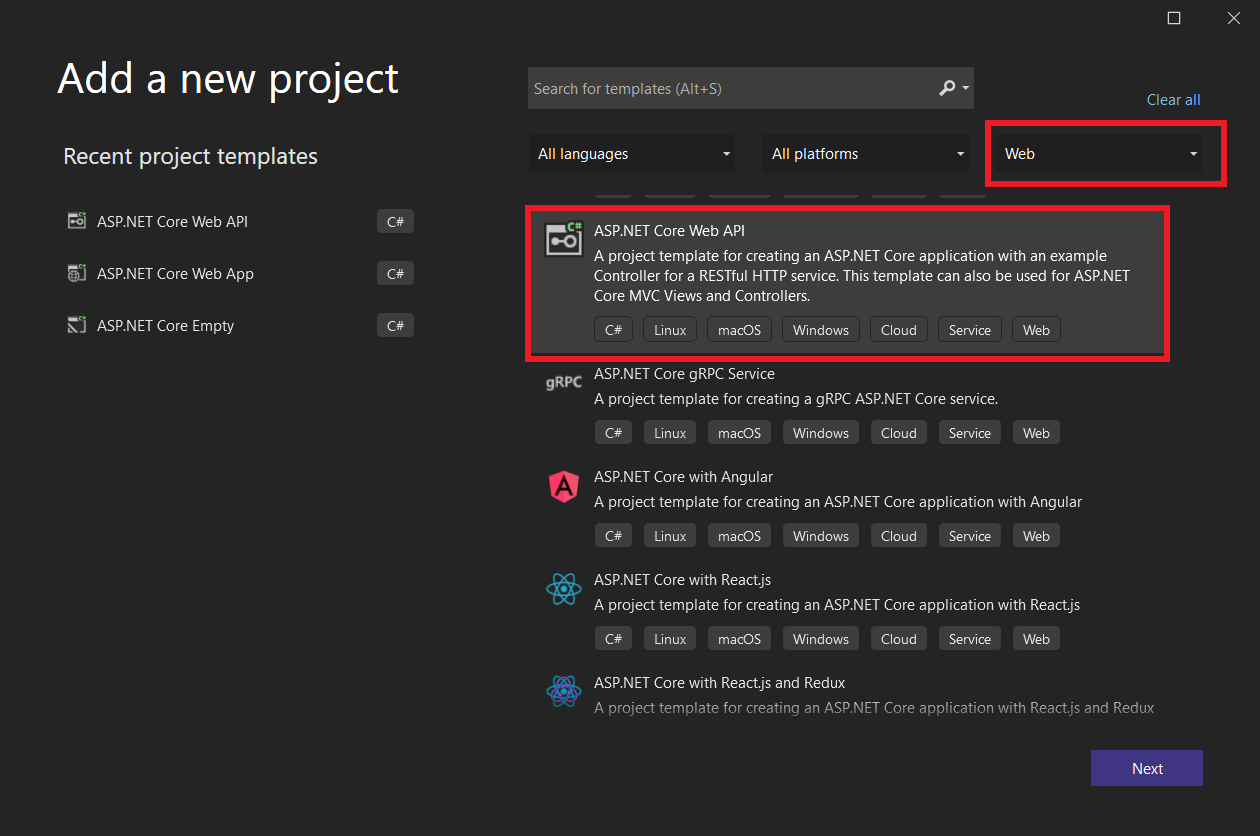 Add a new project
Search for templates (Alt+S)
Clear all
All languages
All platforms
Web
Recent project templates
ASP.NET Core Web API C#
ASP.NET Core Web App C#
ASP.NET Core Empty C#
C#
ASP.NET Core Web API
A project template for creating an ASP.NET Core application with an example
Controller for a RESTful HTTP service. This template can also be used for ASP.NET
Core MVC Views and Controllers.
C# Linux macOS Windows Cloud Service Web
gRPC
ASP.NET Core gRPC Service
A project template for creating a gRPC ASP.NET Core service.
C# Linux macOS Windows Cloud Service Web
A
ASP.NET Core with Angular
A project template for creating an ASP.NET Core application with Angular
C# Linux macOS Windows Cloud Service Web
ASP.NET Core with React.js
A project template for creating an ASP.NET Core application with React.js
C# Linux macOS Windows Cloud Service Web
ASP.NET Core with React.js and Redux
A project template for creating an ASP.NET Core application with React.js and Redux
Next